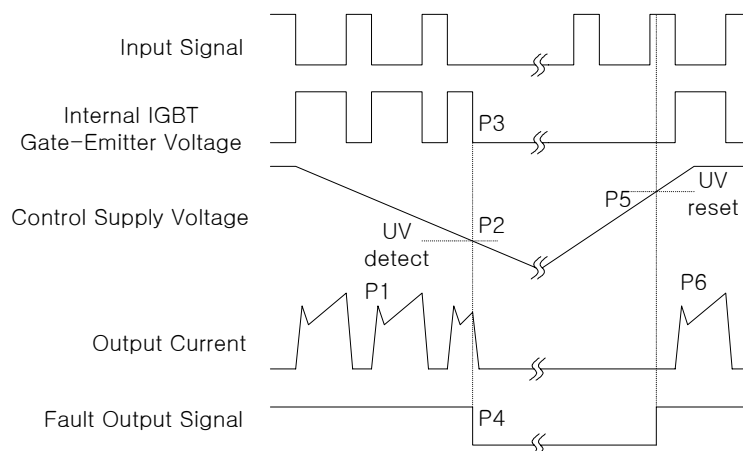 Input Signal
Internal IGBT
Gate-Emitter Voltage
P3
Control Supply Voltage
P5
UV
reset
P2
UV
detect
P1
P6
Output Current
Fault Output Signal
P4